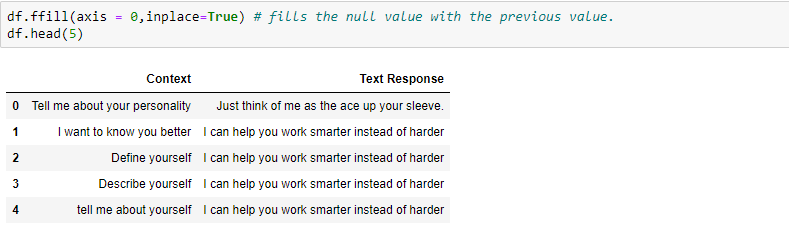 df.ffill(axis = 0,inplace=True) # fills the null value with the previous value.
df.head(5)
Context Text Response
0 Tell me about your personality Just think of me as the ace up your sleeve.
1 I want to know you better I can help you work smarter instead of harder
2 Define yourself I can help you work smarter instead of harder
3 Describe yourself I can help you work smarter instead of harder
4 tell me about yourself I can help you work smarter instead of harder